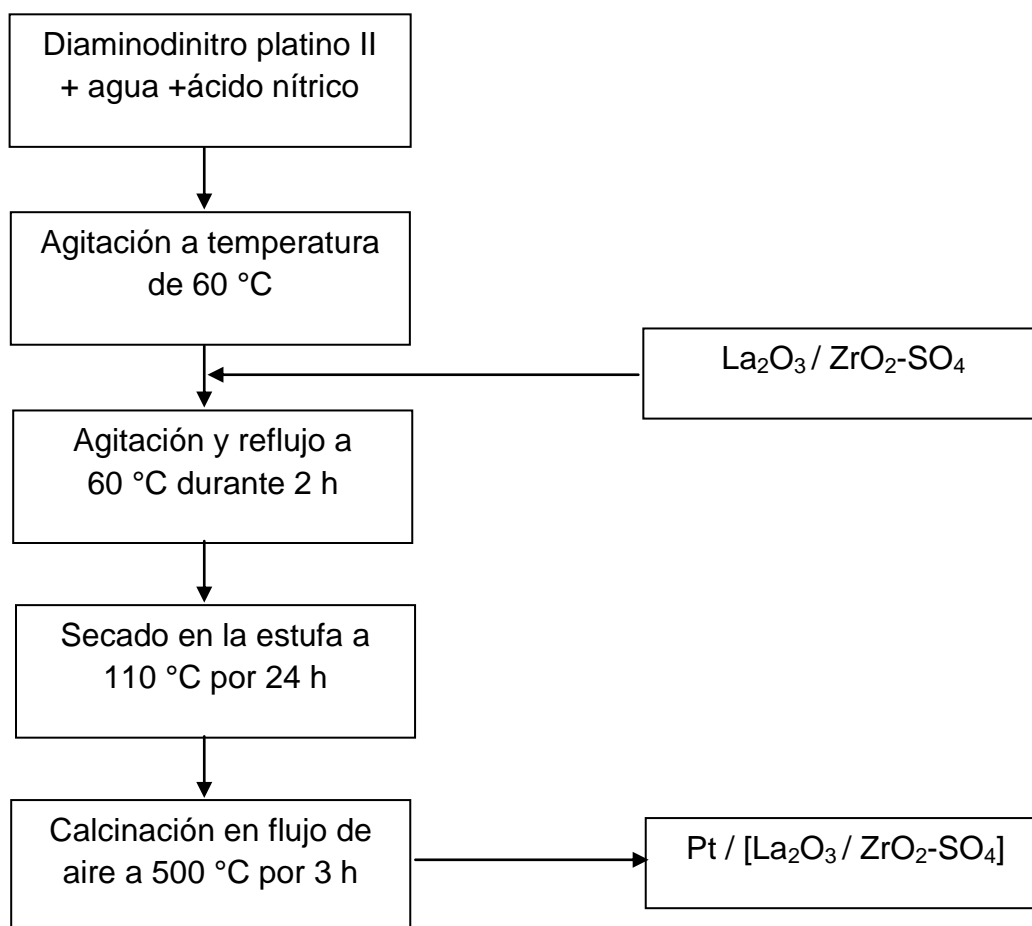 Diaminodinitro platino II
+ agua +ácido nítrico
Agitación a temperatura
de 60 °C
La₂O₃ / ZrO₂-SO₄
Agitación y reflujo a
60 °C durante 2 h
Secado en la estufa a
110 °C por 24 h
Calcinación en flujo de
aire a 500 °C por 3 h
Pt / [La₂O₃ / ZrO₂-SO₄]